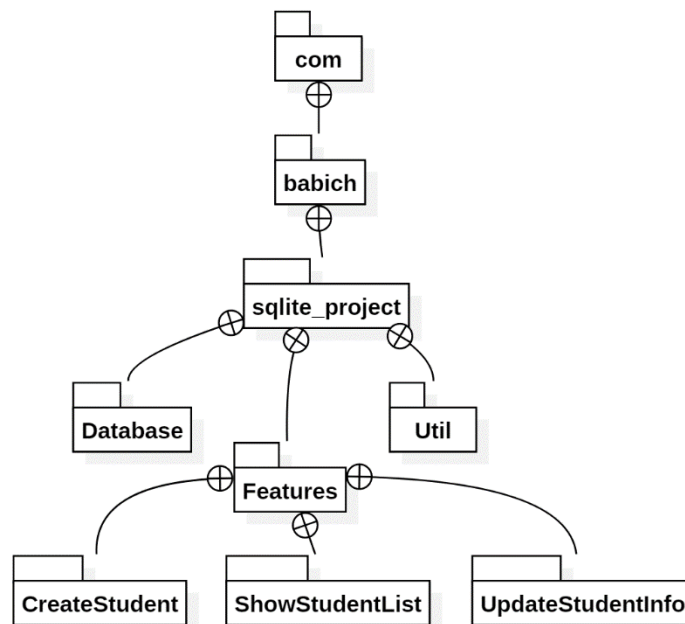 com
babich
sqlite_project
Database
Util
Features
CreateStudent
ShowStudentList
UpdateStudentInfo